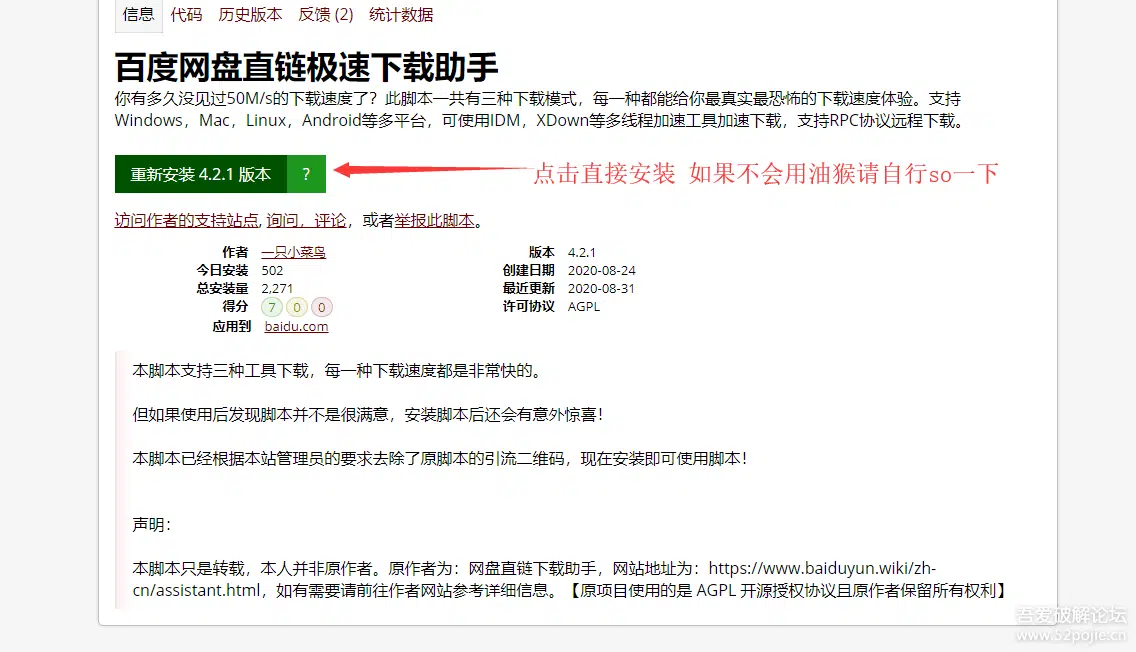 信息 代码 历史版本 反馈 (2) 统计数据
百度网盘直链极速下载助手
你有多久没见过50M/s的下载速度了？此脚本一共有三种下载模式，每一种都能给你最真实最恐怖的下载速度体验。支持
Windows，Mac，Linux，Android等多平台，可使用IDM，XDown等多线程加速工具加速下载，支持RPC协议远程下载。
重新安装 4.2.1 版本 ?
点击直接安装 如果不会用油猴请自行so一下
访问作者的支持站点, 询问，评论，或者举报此脚本。
作者 一只小菜鸟 版本 4.2.1
今日安装 502 创建日期 2020-08-24
总安装量 2,271 最近更新 2020-08-31
得分 7 0 0 许可协议 AGPL
应用到 baidu.com
本脚本支持三种工具下载，每一种下载速度都是非常快的。
但如果使用后发现脚本并不是很满意，安装脚本后还会有意外惊喜！
本脚本已经根据本站管理员的要求去除了原脚本的引流二维码，现在安装即可使用脚本！
声明：
本脚本只是转载，本人并非原作者。原作者为：网盘直链下载助手，网站地址为：https://www.baiduyun.wiki/zh-
cn/assistant.html，如有需要请前往作者网站参考详细信息。【原项目使用的是 AGPL 开源授权协议且原作者保留所有权利】
吾爱破解论坛
www.52pojie.cn